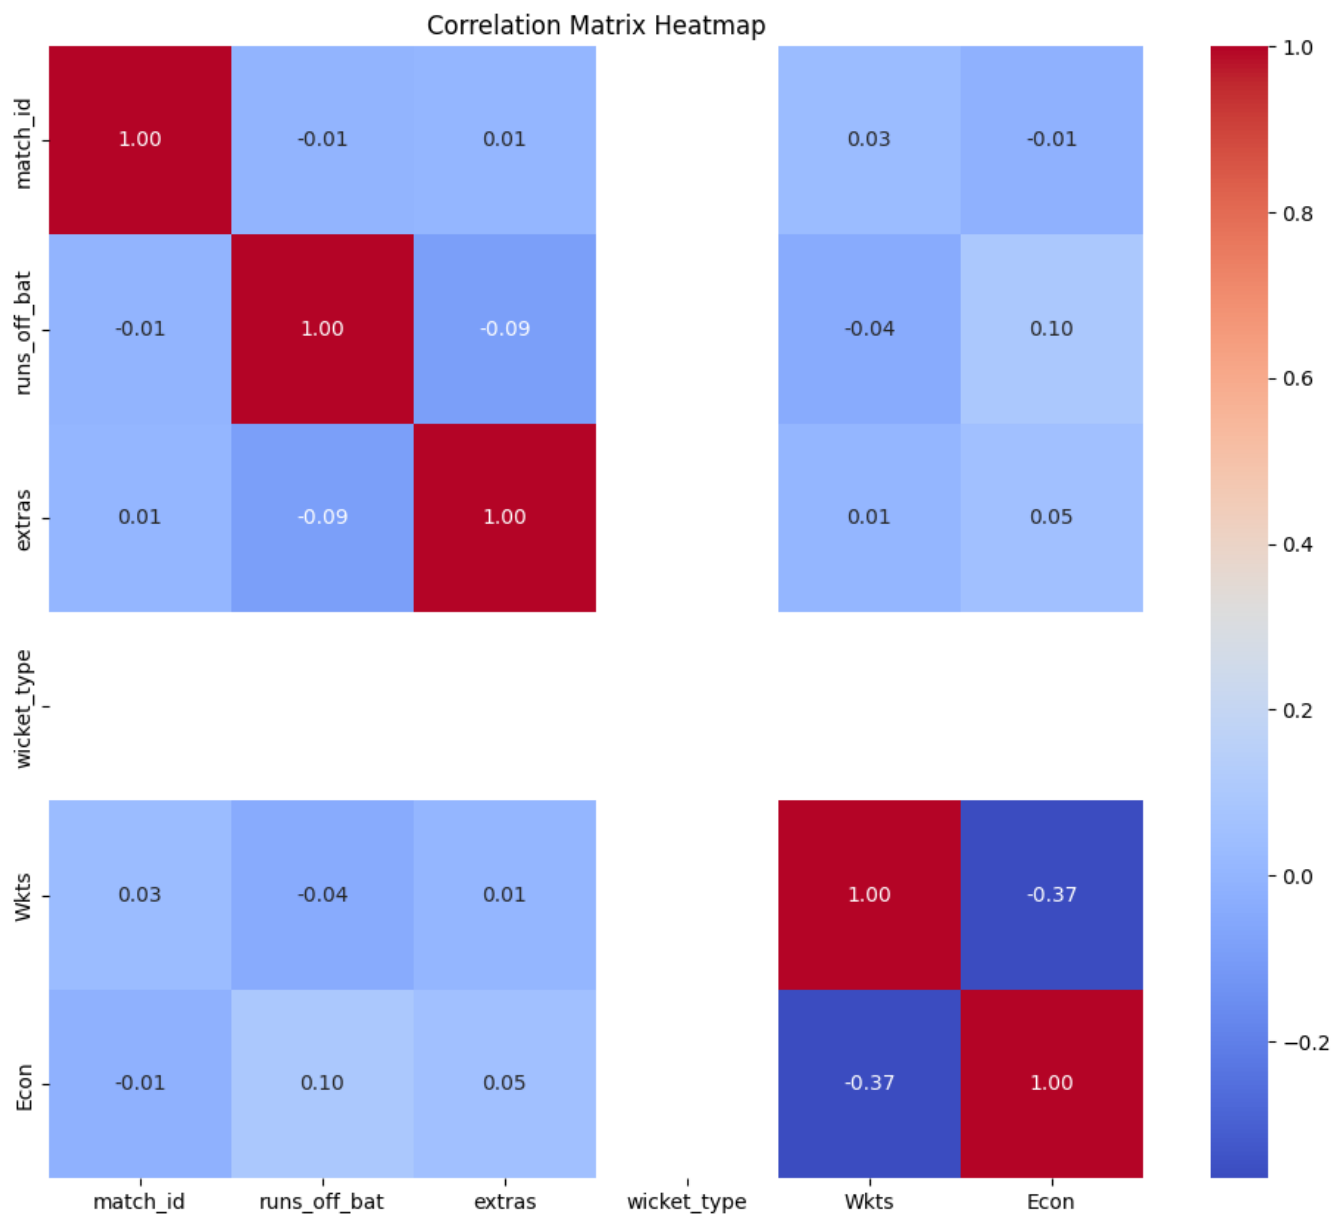 Correlation Matrix Heatmap
match_id
1.00
-0.01
0.01
0.03
-0.01
runs_off_bat
-0.01
1.00
-0.09
-0.04
0.10
extras
0.01
-0.09
1.00
0.01
0.05
wicket_type
Wkts
0.03
-0.04
0.01
1.00
-0.37
Econ
-0.01
0.10
0.05
-0.37
1.00
match_id
runs_off_bat
extras
wicket_type
Wkts
Econ
1.0
0.8
0.6
0.4
0.2
0.0
−0.2